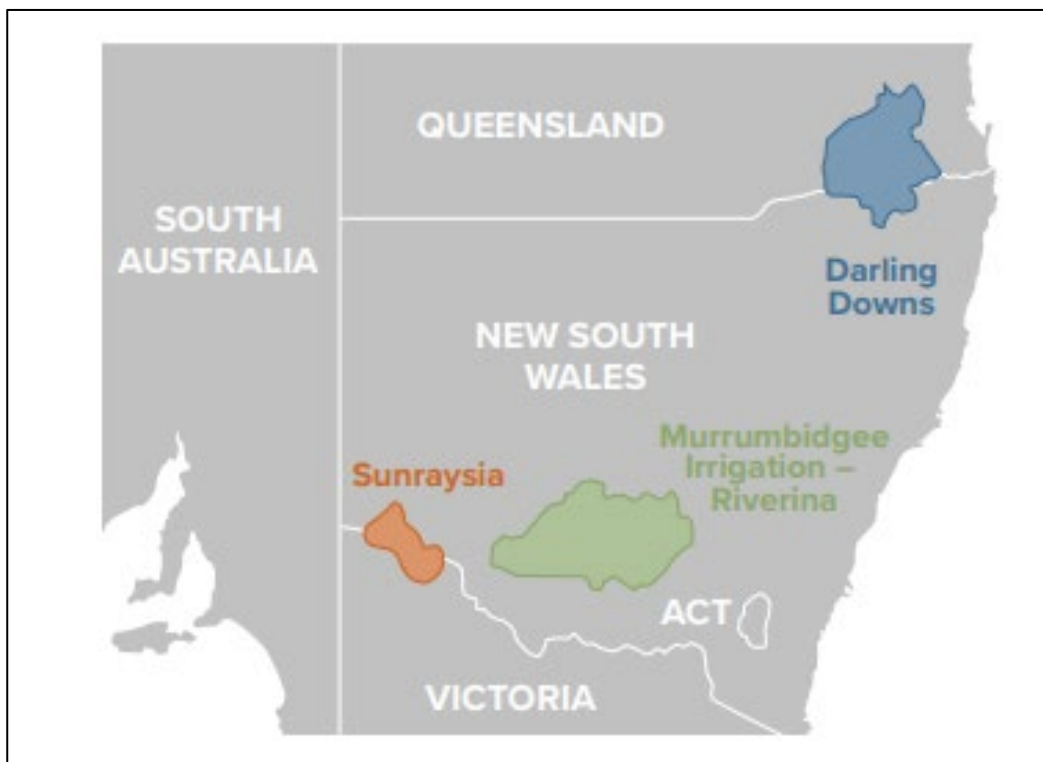 QUEENSLAND
SOUTH
AUSTRALIA
Darling
Downs
NEW SOUTH
WALES
Murrumbidgee
Irrigation –
Riverina
Sunraysia
ACT
VICTORIA